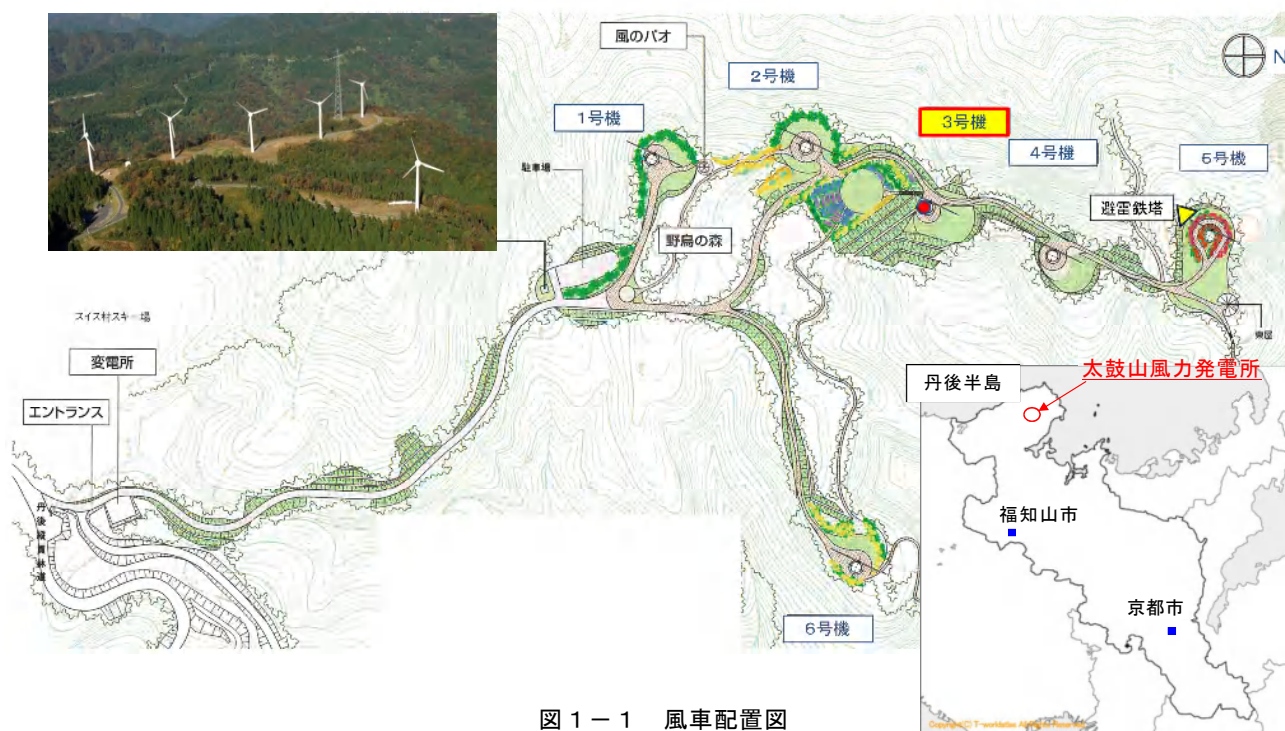 風のパオ
N
2号機
1号機
3号機
4号機
5号機
駐車場
避雷鉄塔
野鳥の森
スイス村スキー場
東屋
変電所
丹後半島
太鼓山風力発電所
エントランス
丹後縦貫林道
福知山市
京都市
6号機
図1-1 風車配置図